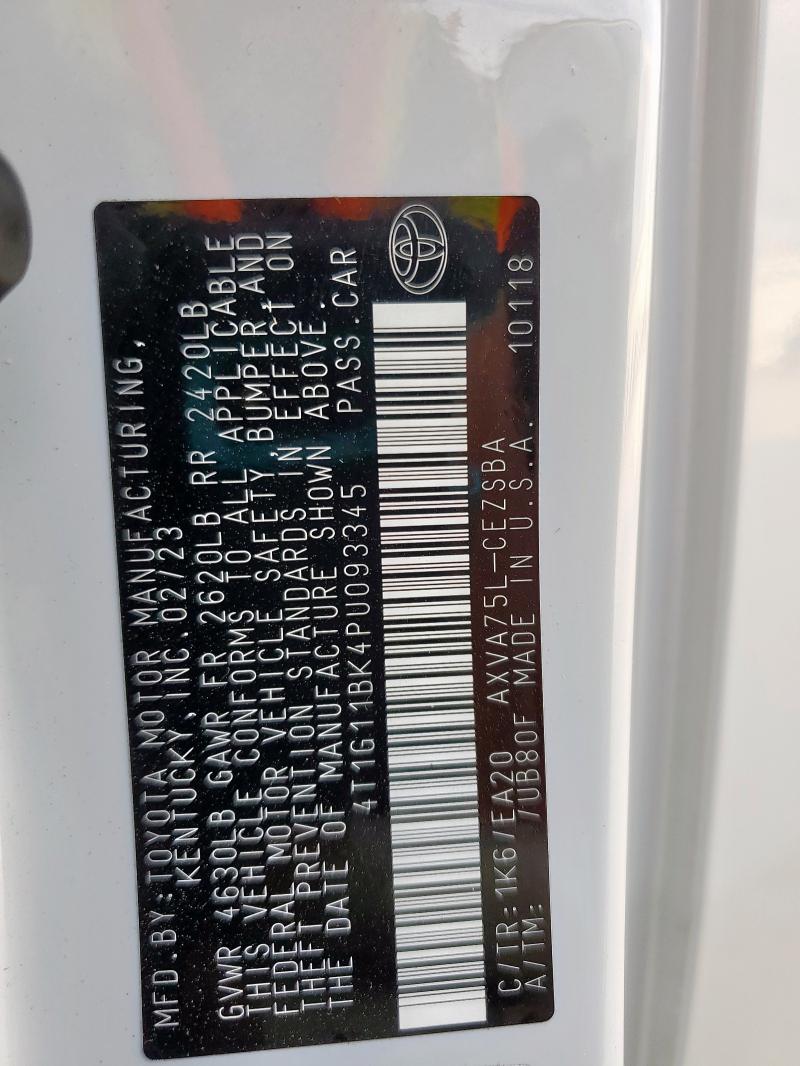 MFD.BY:TOYOTA MOTOR MANUFACTURING,
KENTUCKY, INC.02/23
GVWR 4630LB GAWR FR 2620LB RR 2420LB
THIS VEHICLE CONFORMS TO ALL APPLICABLE
FEDERAL MOTOR VEHICLE SAFETY, BUMPER,AND
THEFT PREVENTION STANDARDS IN EFFECT ON
THE DATE OF MANUFACTURE SHOWN ABOVE.
4T1G11BK4PU093345 PASS.CAR
C/TR:1K6/EA20 AXVA75L-CEZSBA
A/TM: /UB80F MADE IN U.S.A. 10118